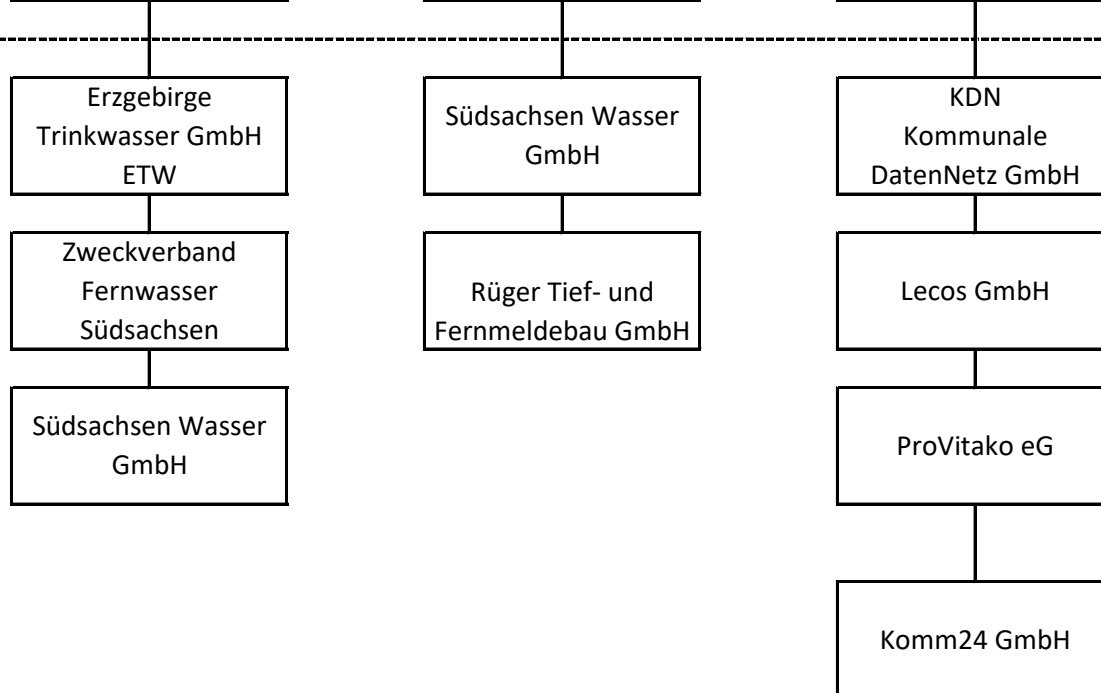 Erzgebirge
Trinkwasser GmbH
ETW
Zweckverband
Fernwasser
Südsachsen
Südsachsen Wasser
GmbH
Südsachsen Wasser
GmbH
Rüger Tief- und
Fernmeldebau GmbH
KDN
Kommunale
DatenNetz GmbH
Lecos GmbH
ProVitako eG
Komm24 GmbH